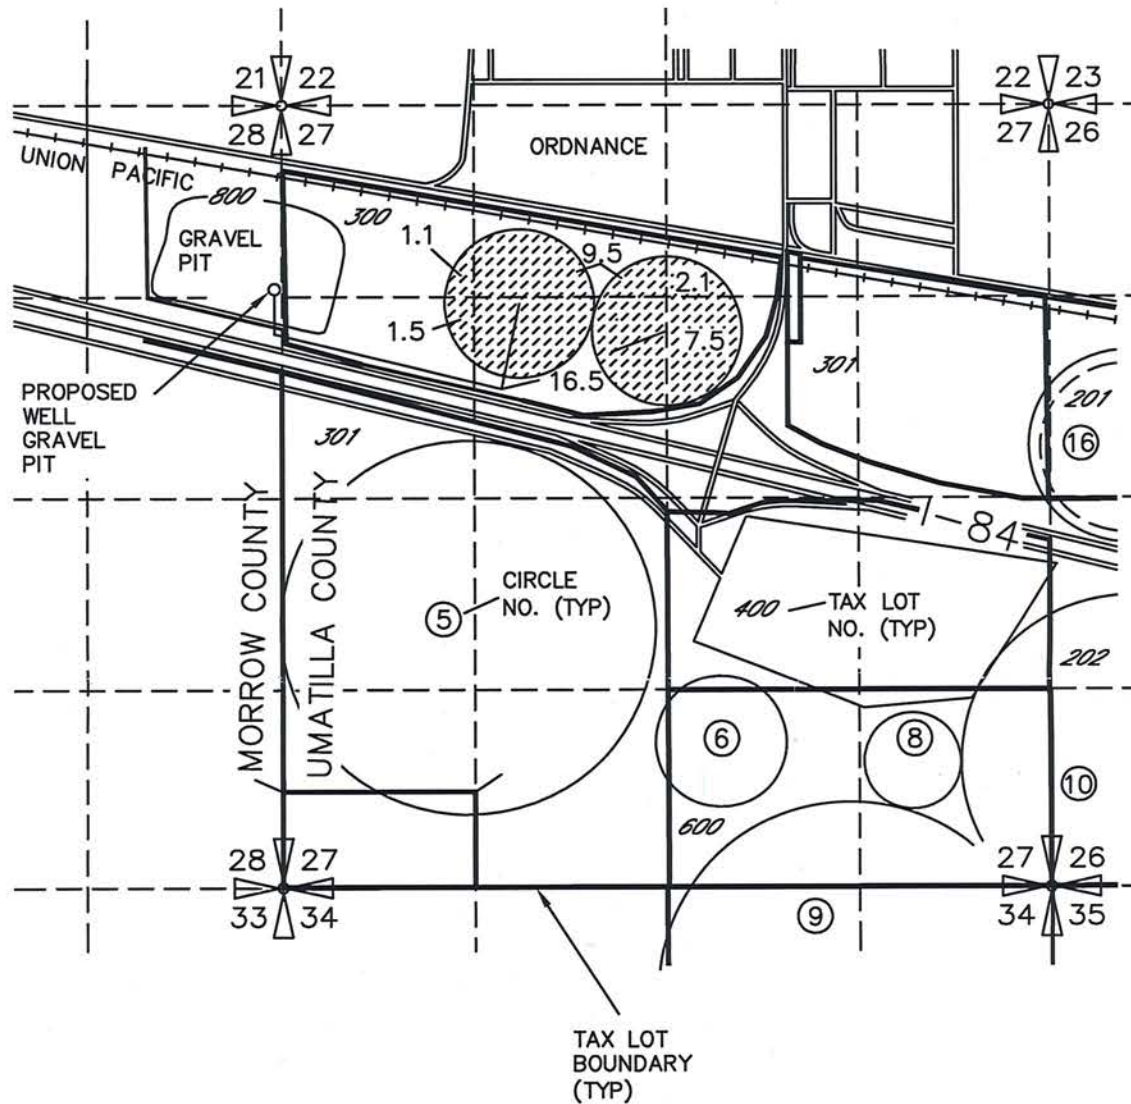 21 22
28 27
22 23
27 26
ORDNANCE
UNION PACIFIC
800
300
GRAVEL
PIT
1.1
9.5
2.1
1.5
7.5
16.5
301
201
16
PROPOSED
WELL
GRAVEL
PIT
301
MORROW COUNTY
UMATILLA COUNTY
I-84
CIRCLE
NO. (TYP)
5
400
TAX LOT
NO. (TYP)
202
6
8
10
600
28 27
33 34
27 26
34 35
9
TAX LOT
BOUNDARY
(TYP)